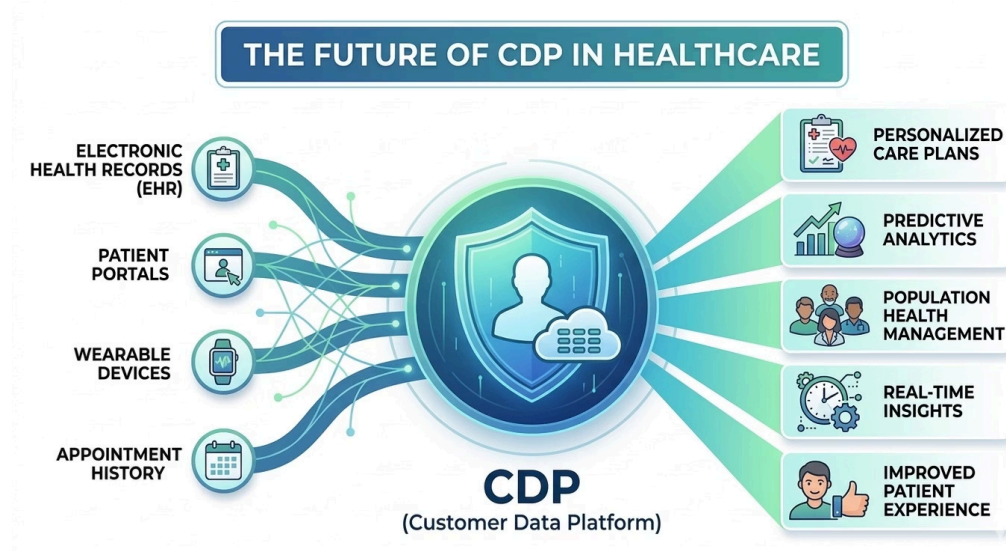 THE FUTURE OF CDP IN HEALTHCARE
ELECTRONIC
HEALTH RECORDS
(EHR)
PATIENT
PORTALS
WEARABLE
DEVICES
APPOINTMENT
HISTORY
CDP
(Customer Data Platform)
PERSONALIZED
CARE PLANS
PREDICTIVE
ANALYTICS
POPULATION
HEALTH
MANAGEMENT
REAL-TIME
INSIGHTS
IMPROVED
PATIENT
EXPERIENCE